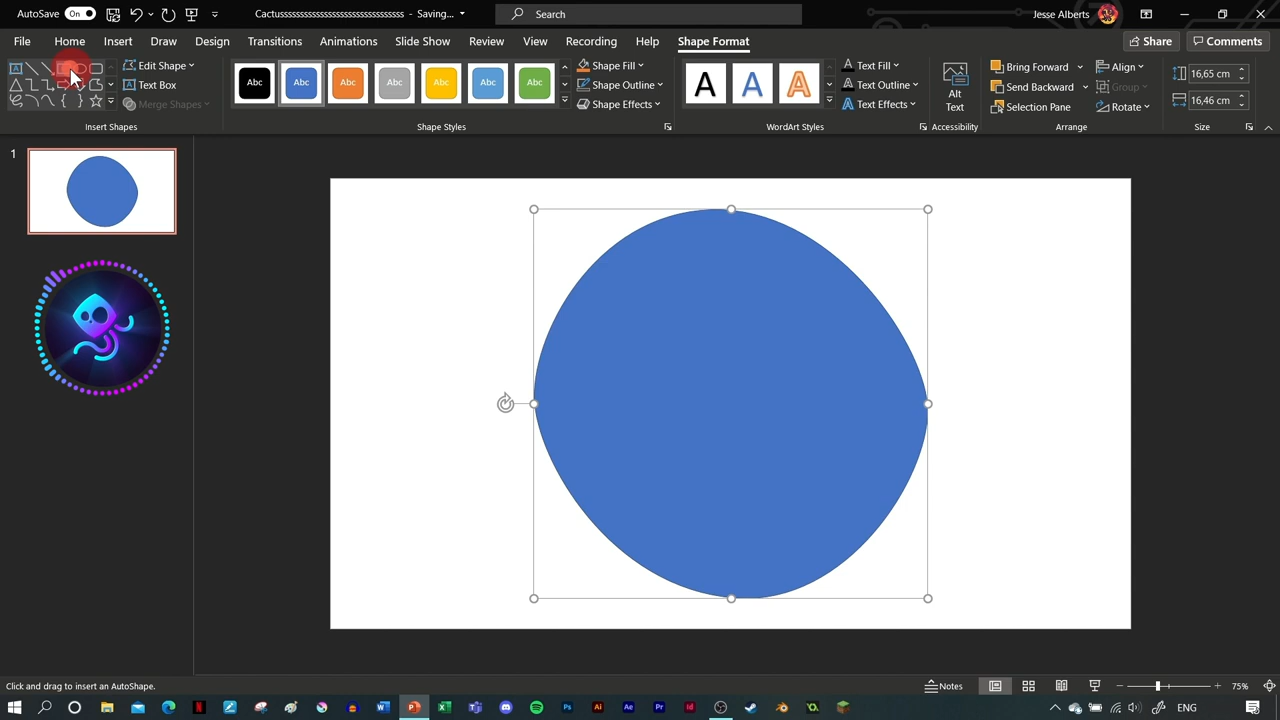 AutoSave On
Cactusssssssssssssssssssssssssssssss - Saving...
Search
Jesse Alberts
File Home Insert Draw Design Transitions Animations Slide Show Review View Recording Help Shape Format
Share Comments
Edit Shape
Text Box
Merge Shapes
Insert Shapes
Abc Abc Abc Abc Abc Abc Abc
Shape Fill
Shape Outline
Shape Effects
Shape Styles
A A A
Text Fill
Text Outline
Text Effects
WordArt Styles
Alt Text
Accessibility
Bring Forward
Send Backward
Selection Pane
Align
Group
Rotate
Arrange
16,65 cm
16,46 cm
Size
1
Click and drag to insert an AutoShape.
Notes
75%
ENG